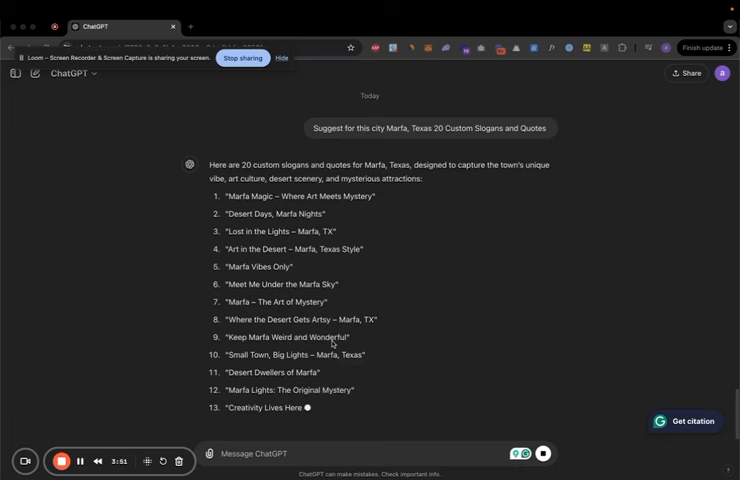 ChatGPT
Finish update
Loom – Screen Recorder & Screen Capture is sharing your screen.
Stop sharing
Hide
ChatGPT
Share
a
Today
Suggest for this city Marfa, Texas 20 Custom Slogans and Quotes
Here are 20 custom slogans and quotes for Marfa, Texas, designed to capture the town's unique
vibe, art culture, desert scenery, and mysterious attractions:
1. "Marfa Magic – Where Art Meets Mystery"
2. "Desert Days, Marfa Nights"
3. "Lost in the Lights – Marfa, TX"
4. "Art in the Desert – Marfa, Texas Style"
5. "Marfa Vibes Only"
6. "Meet Me Under the Marfa Sky"
7. "Marfa – The Art of Mystery"
8. "Where the Desert Gets Artsy – Marfa, TX"
9. "Keep Marfa Weird and Wonderful"
10. "Small Town, Big Lights – Marfa, Texas"
11. "Desert Dwellers of Marfa"
12. "Marfa Lights: The Original Mystery"
13. "Creativity Lives Here
Get citation
3:51
Message ChatGPT
ChatGPT can make mistakes. Check important info.